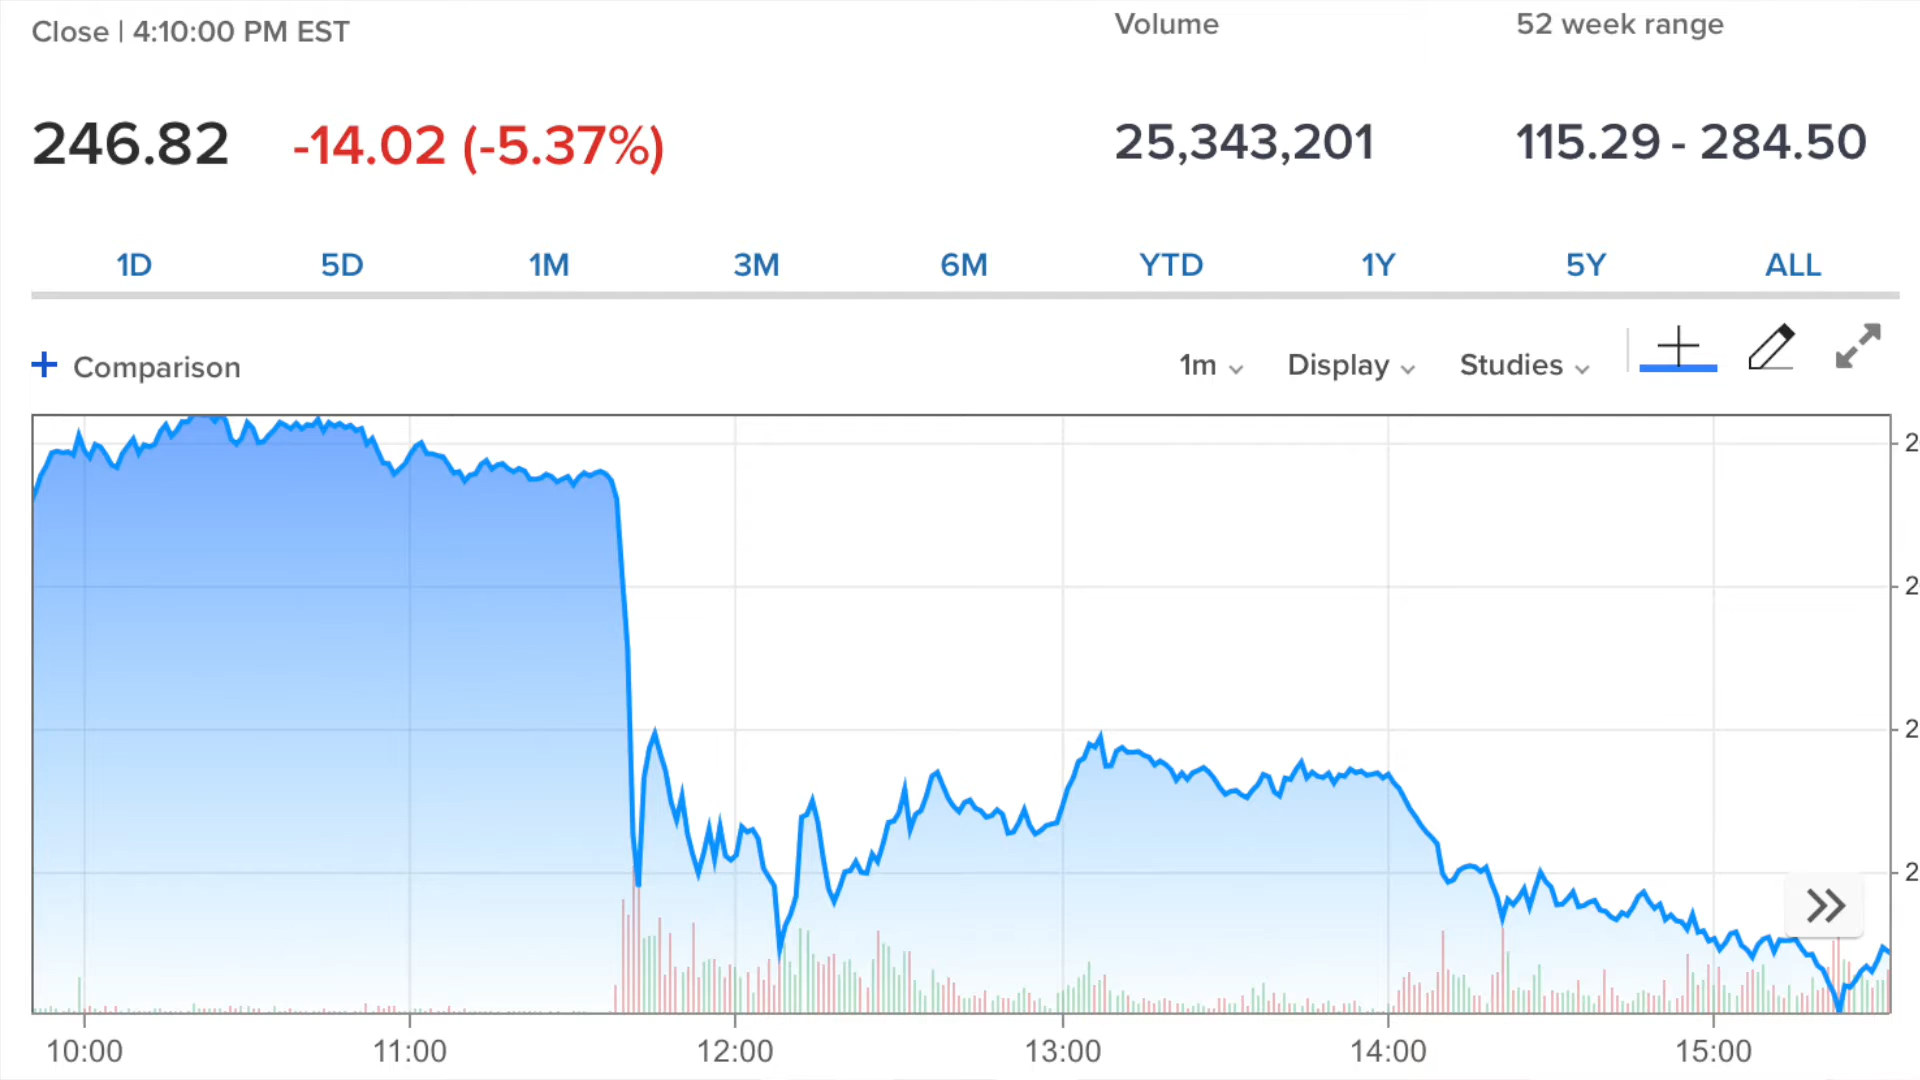 Close | 4:10:00 PM EST
Volume
52 week range
246.82 -14.02 (-5.37%)
25,343,201
115.29 - 284.50
1D 5D 1M 3M 6M YTD 1Y 5Y ALL
+ Comparison
1m Display Studies
2
2
2
2
10:00 11:00 12:00 13:00 14:00 15:00